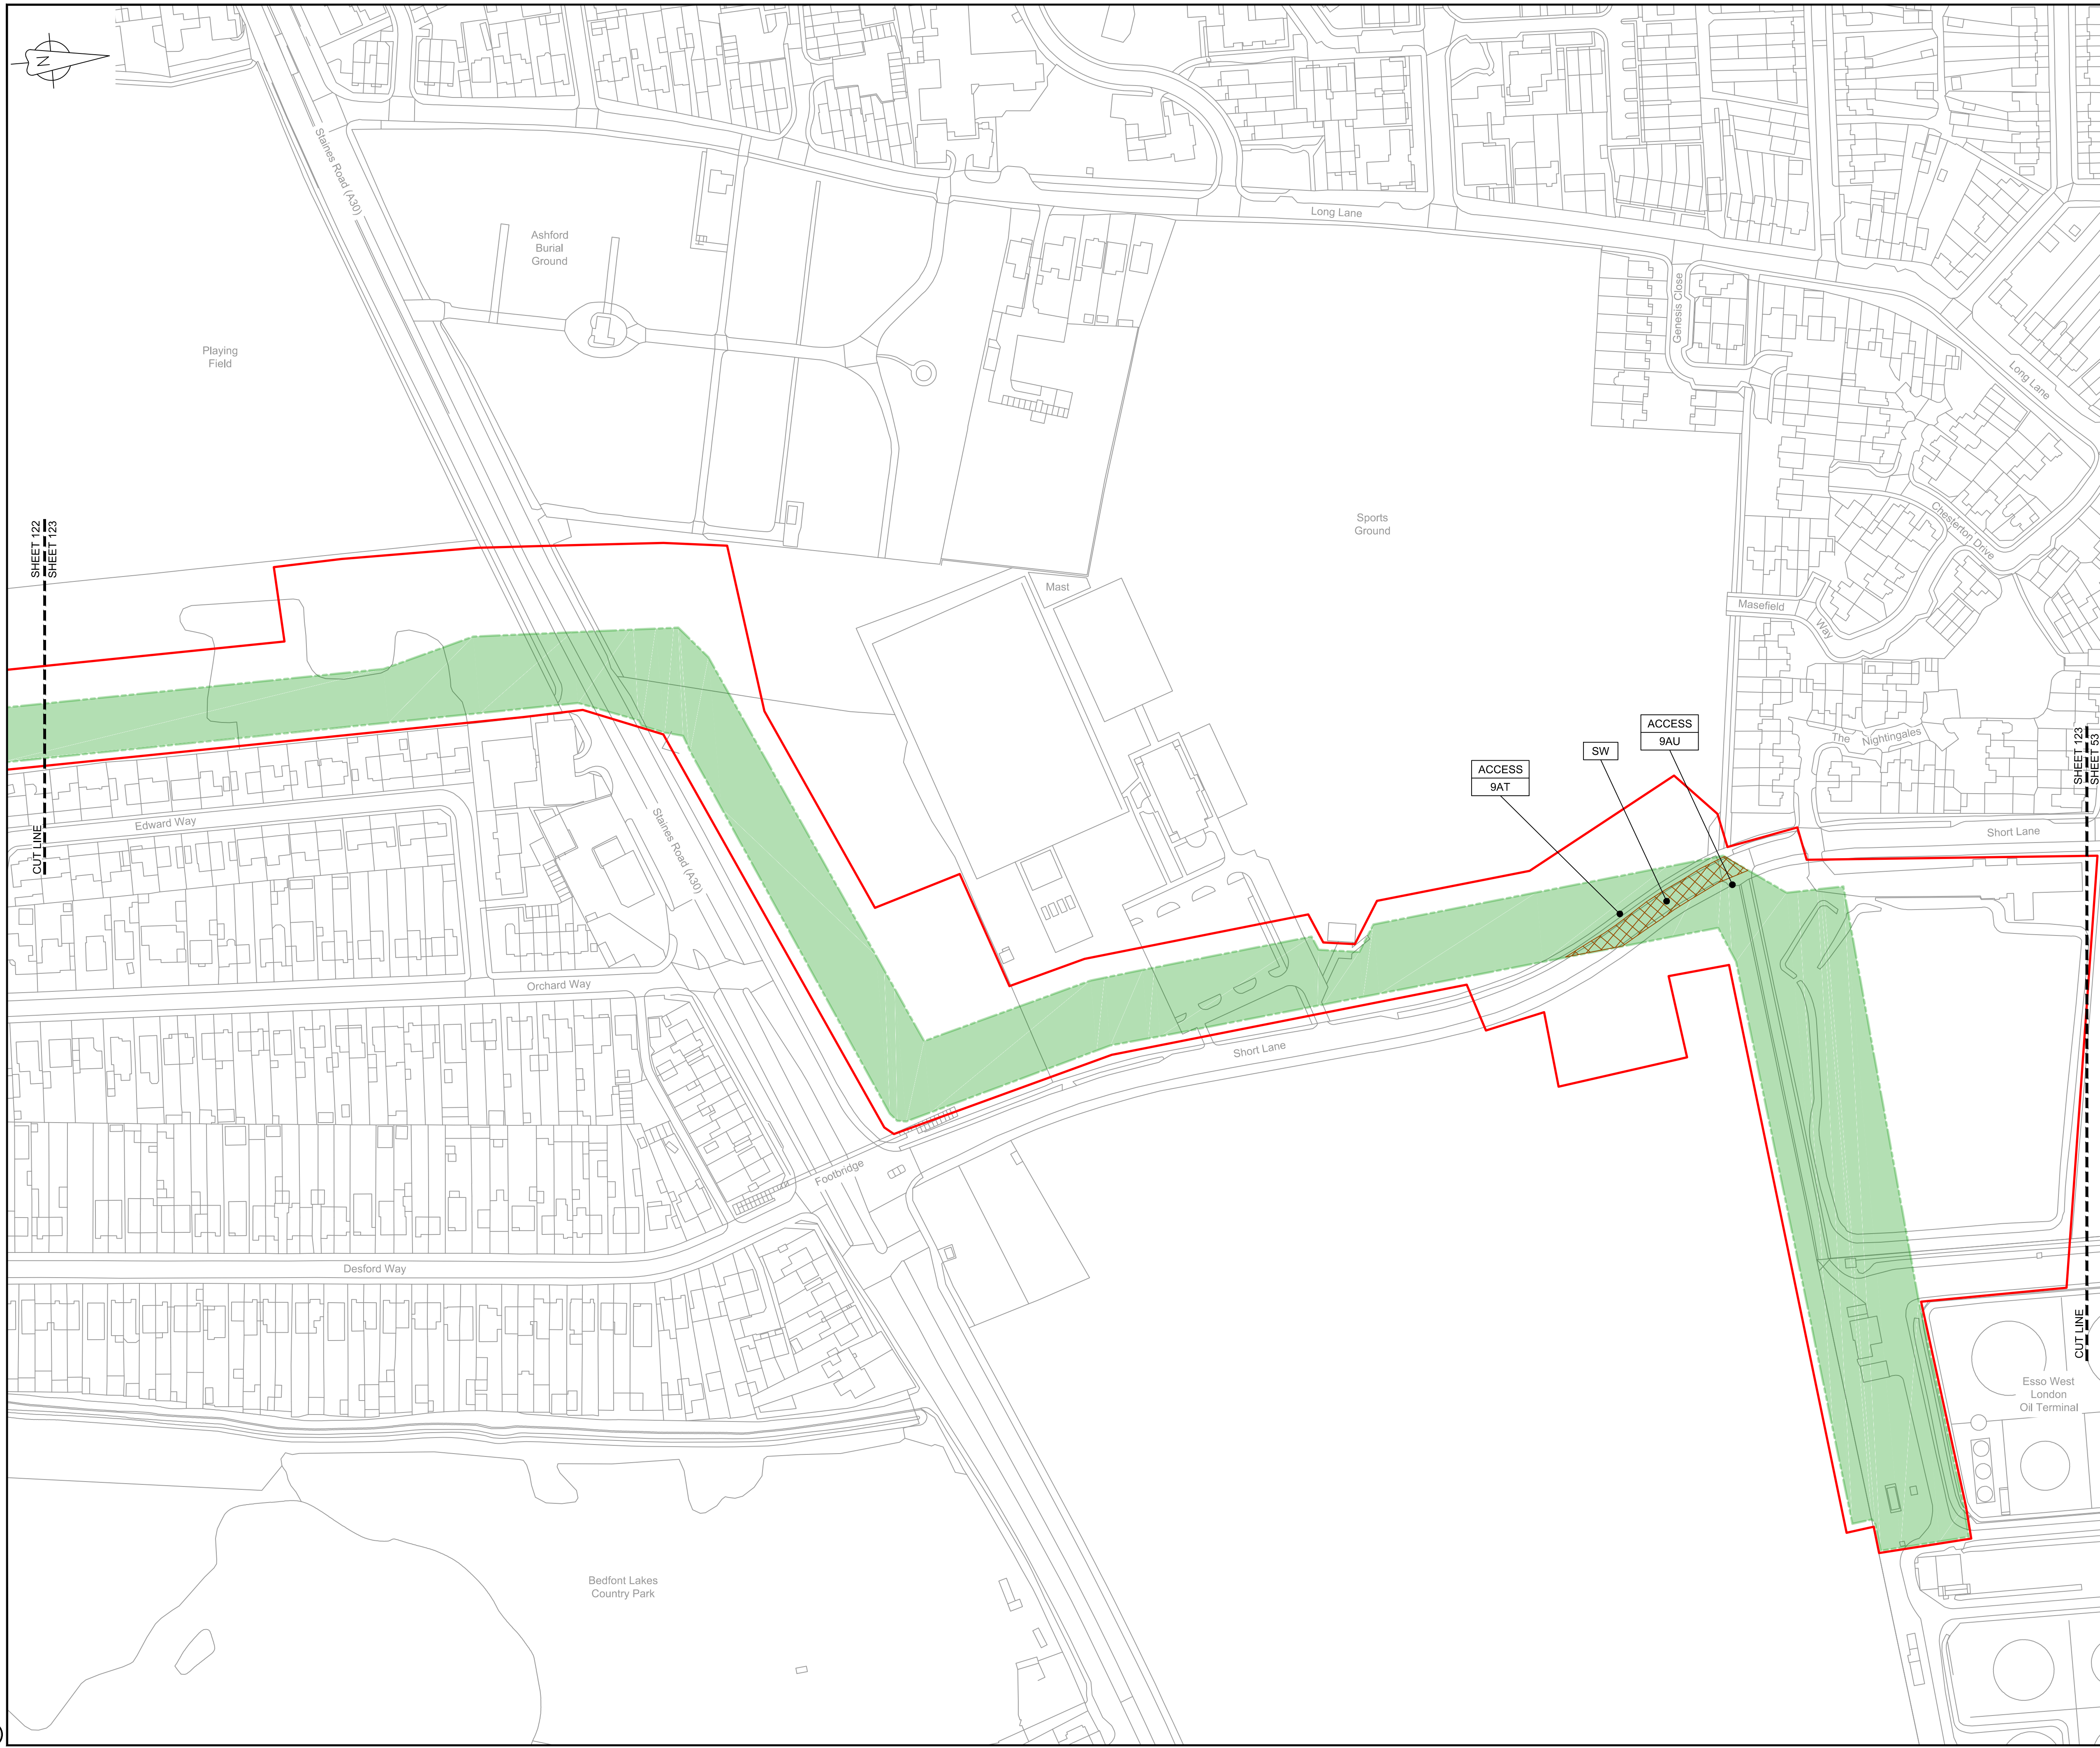 N
Staines Road (A30)
Ashford
Burial
Ground
Long Lane
Genesis Close
Playing
Field
Long Lane
Sports
Ground
Chesterton Drive
SHEET 122
SHEET 123
CUT LINE
Mast
Masefield
Way
The Nightingales
ACCESS
9AU
SW
ACCESS
9AT
SHEET 123
SHEET 53
CUT LINE
Short Lane
Edward Way
Staines Road (A30)
Orchard Way
Short Lane
Footbridge
Desford Way
Esso West
London
Oil Terminal
Bedfont Lakes
Country Park